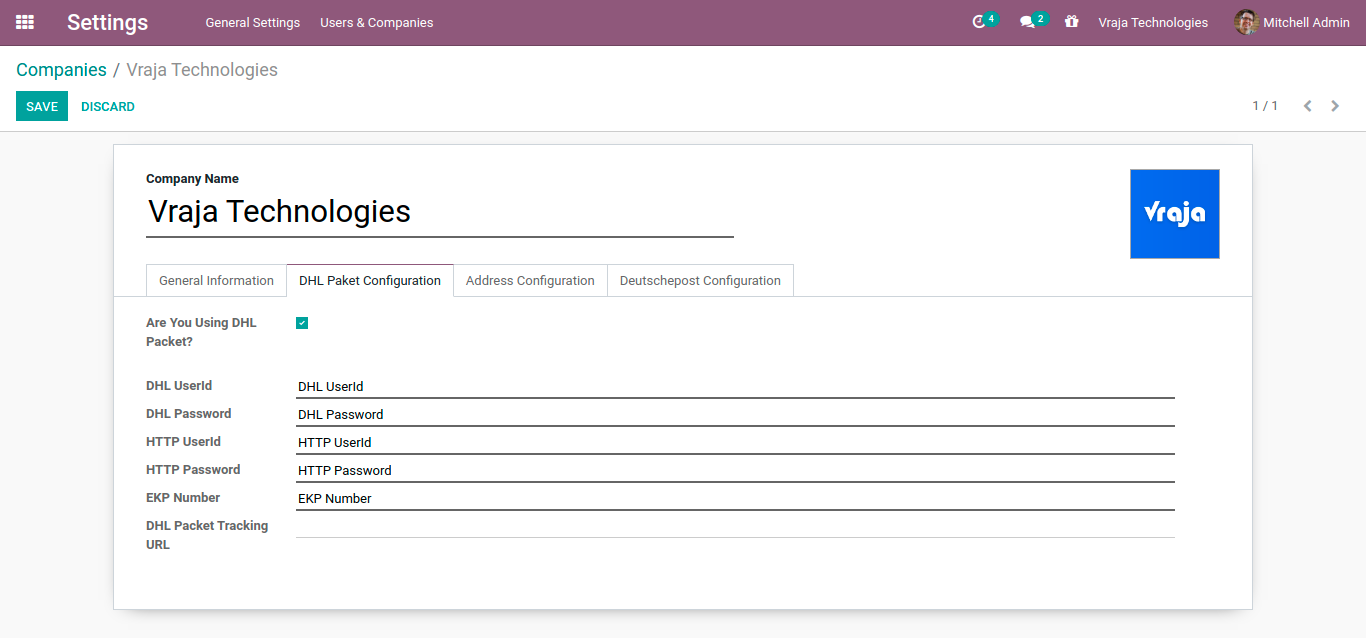 Settings General Settings Users & Companies 4 2 Vraja Technologies Mitchell Admin
Companies / Vraja Technologies
SAVE DISCARD 1 / 1
Company Name
Vraja Technologies
Vraja
General Information DHL Paket Configuration Address Configuration Deutschepost Configuration
Are You Using DHL
Packet?
DHL UserId DHL UserId
DHL Password DHL Password
HTTP UserId HTTP UserId
HTTP Password HTTP Password
EKP Number EKP Number
DHL Packet Tracking
URL